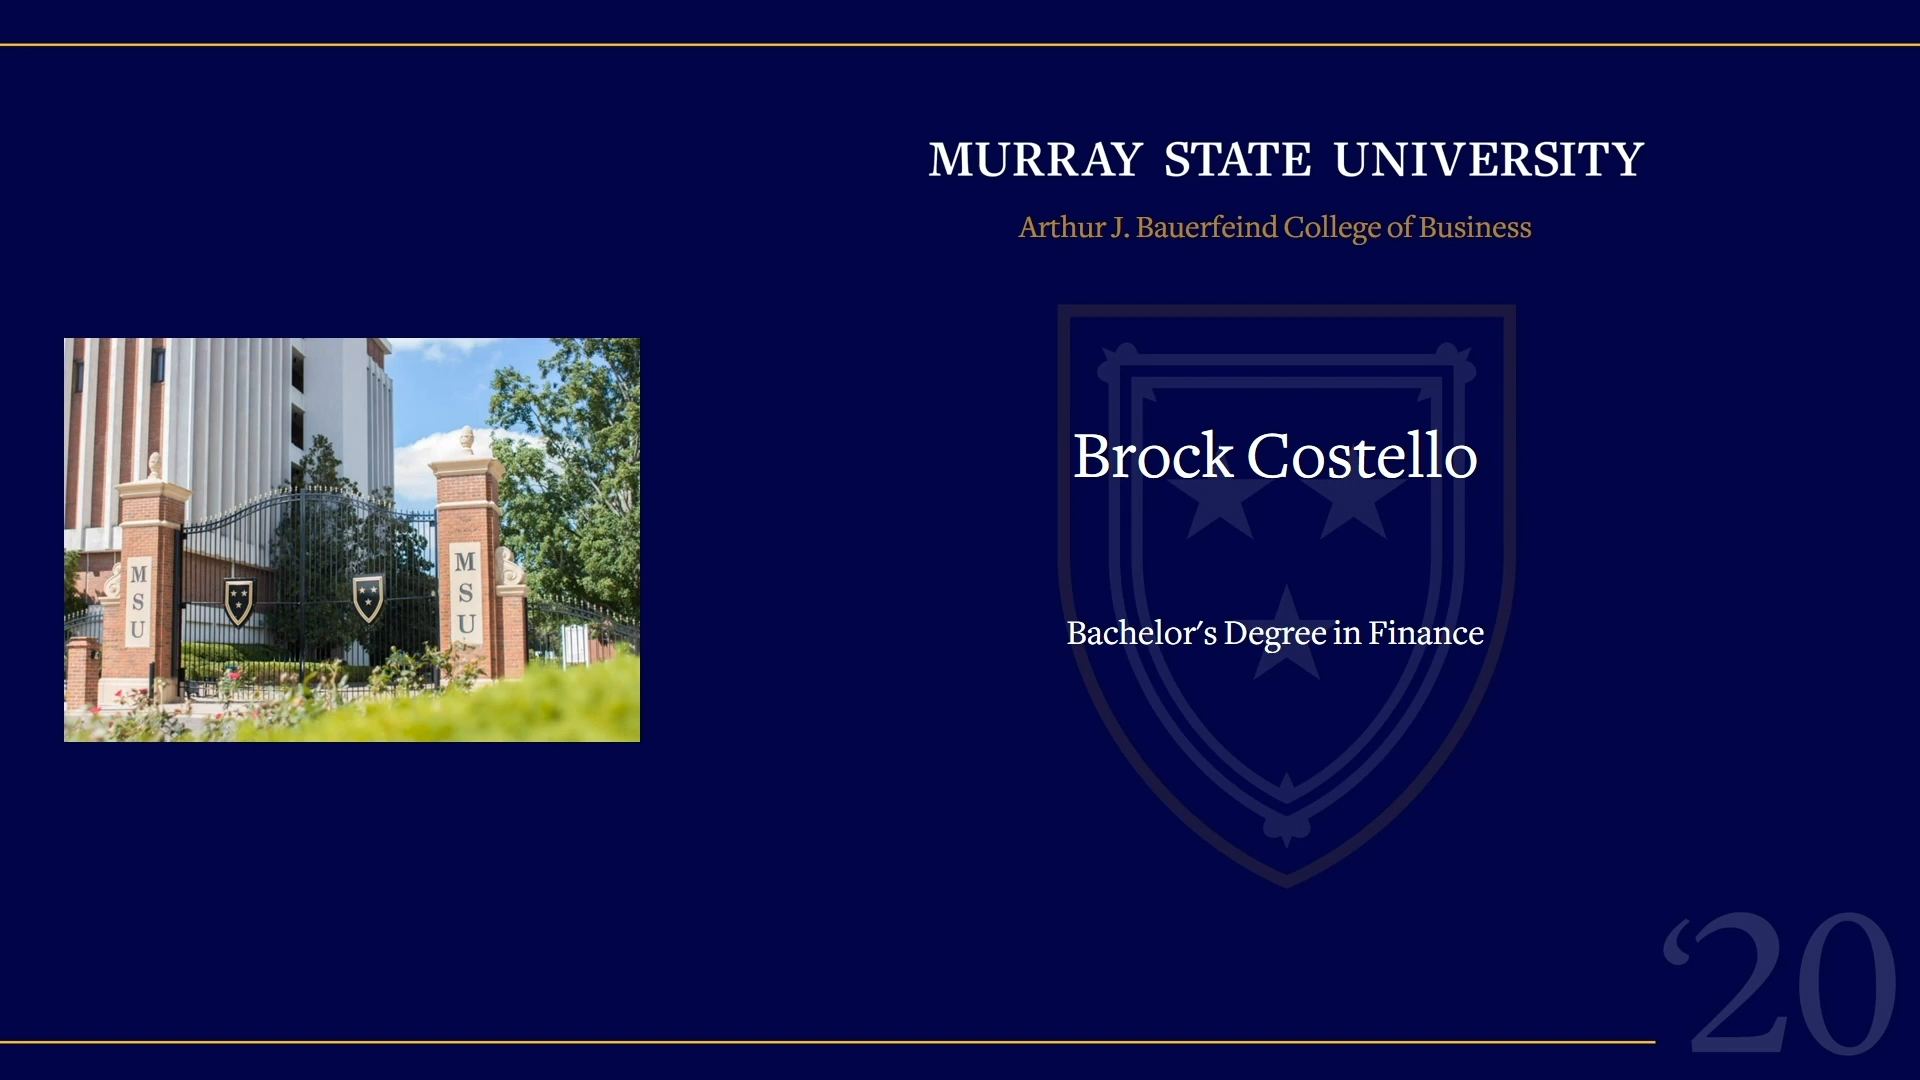 MURRAY STATE UNIVERSITY
Arthur J. Bauerfeind College of Business
Brock Costello
Bachelor's Degree in Finance
M
S
U
M
S
U
‘20